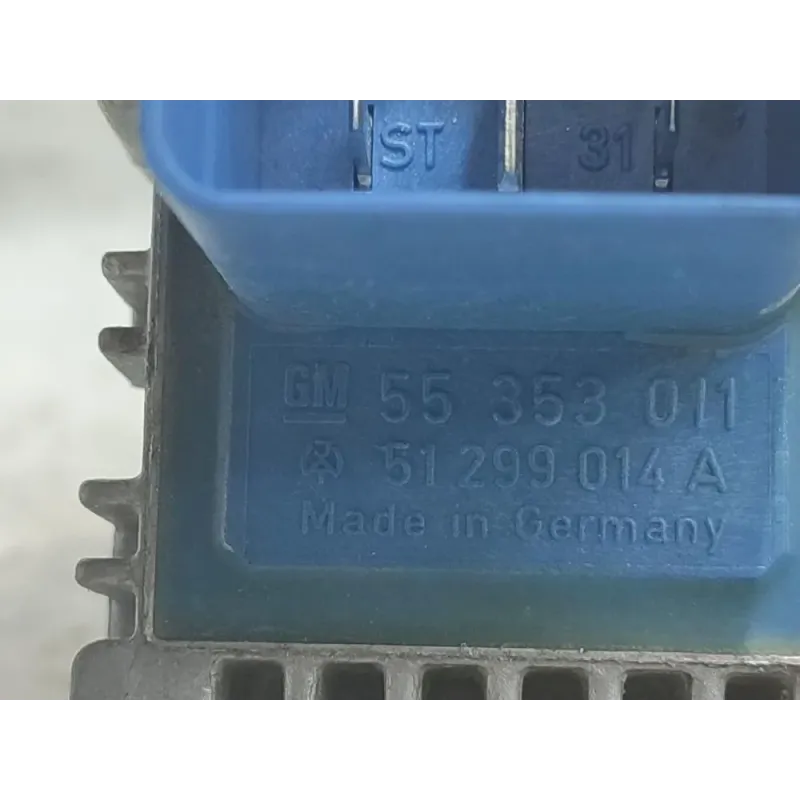 ST 31
GM 55 353 011
51 299 014 A
Made in Germany